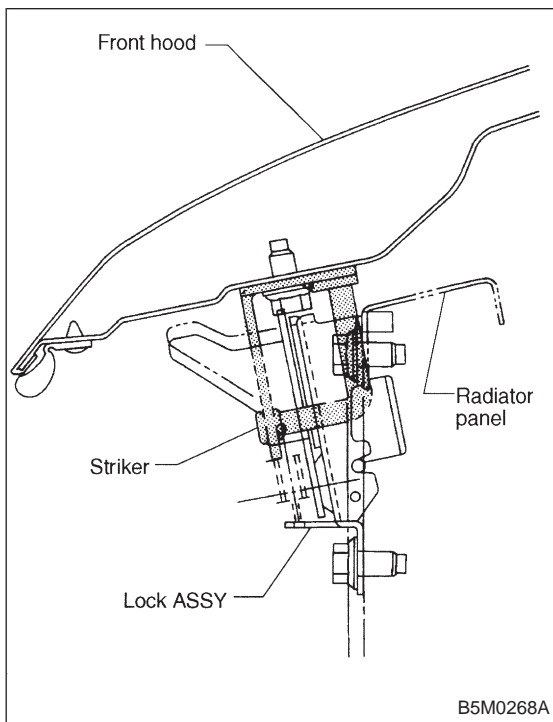 Front hood
Radiator
panel
Striker
Lock ASSY
B5M0268A